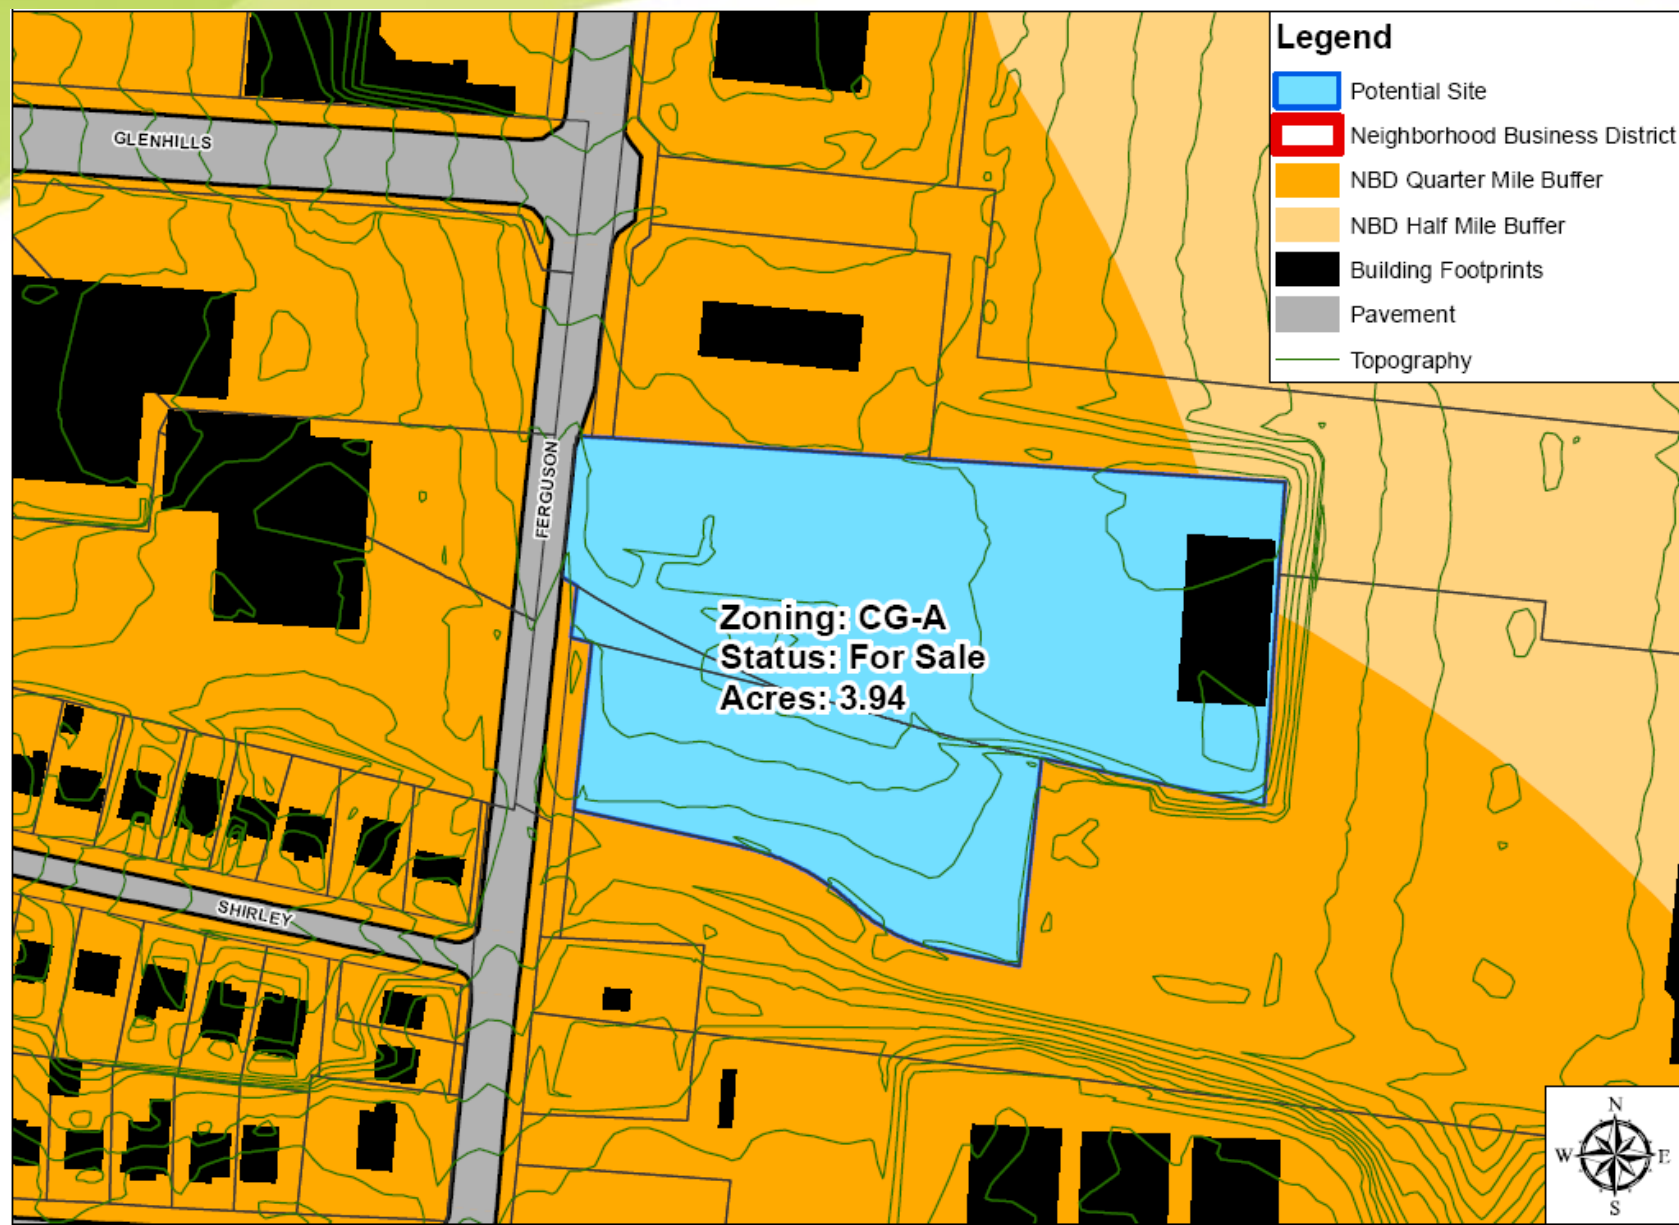 Legend
Potential Site
Neighborhood Business District
NBD Quarter Mile Buffer
NBD Half Mile Buffer
Building Footprints
Pavement
Topography
GLENHILLS
FERGUSON
Zoning: CG-A
Status: For Sale
Acres: 3.94
SHIRLEY
N
W E
S